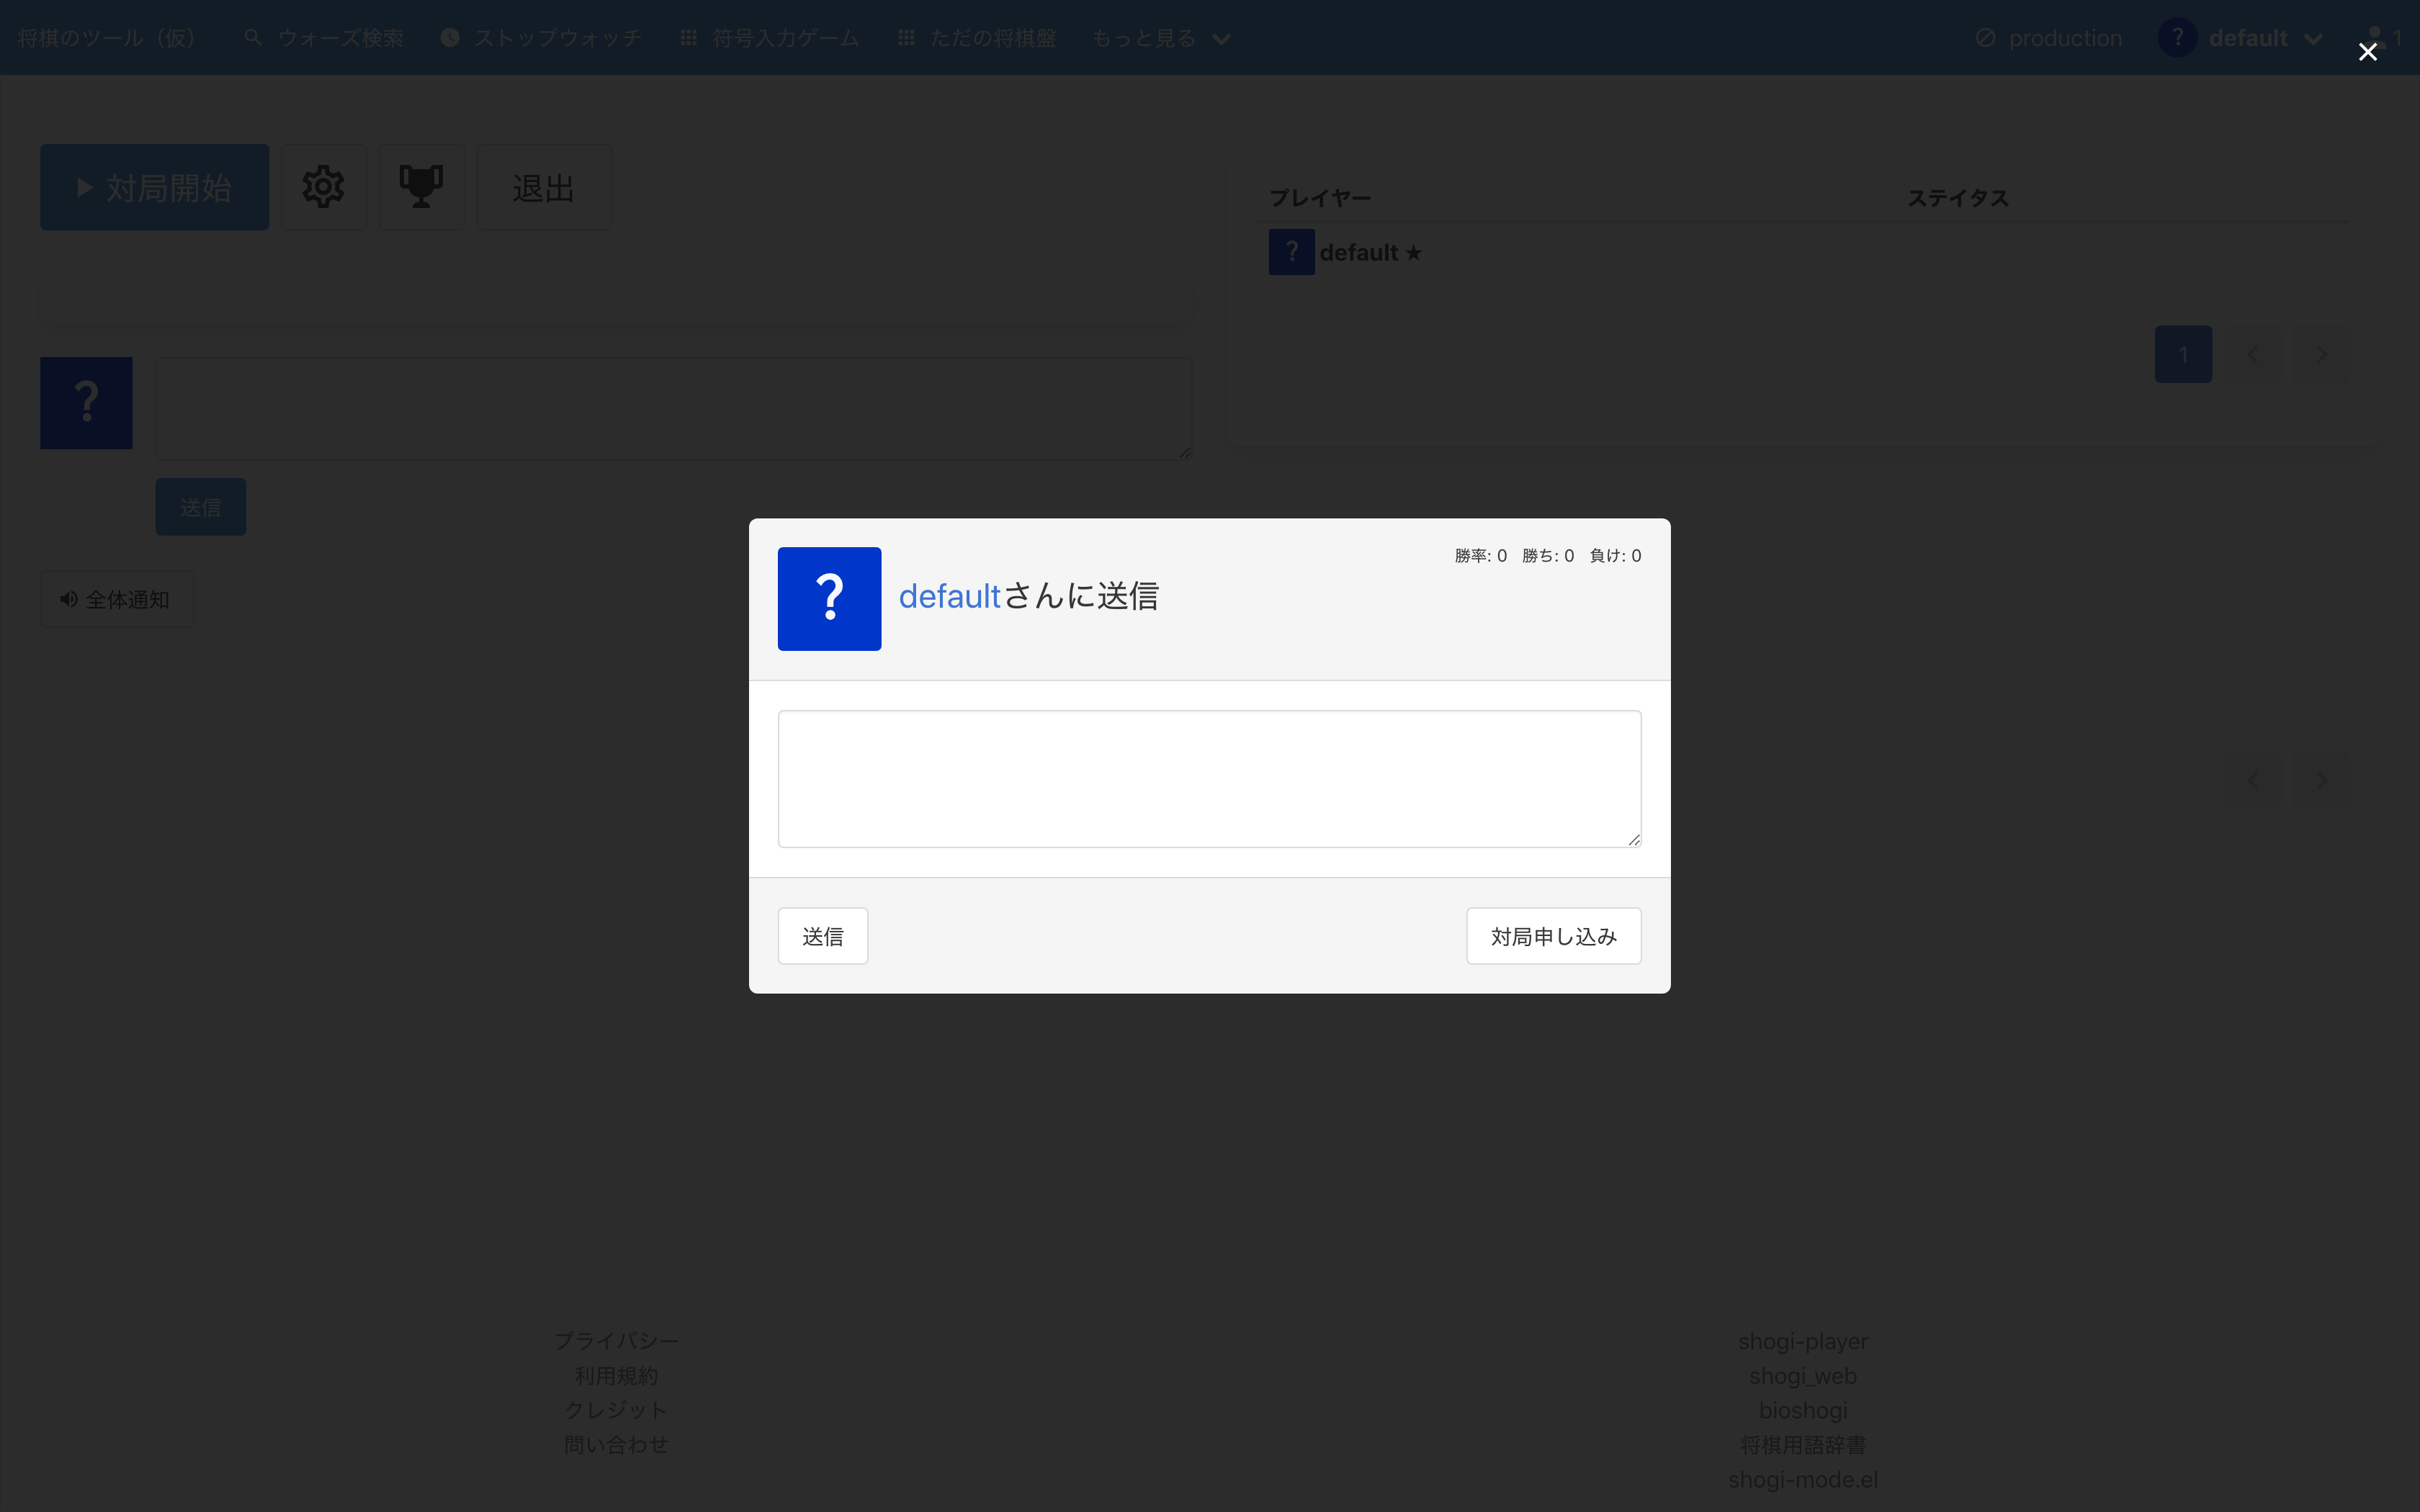 将棋のツール（仮） ウォーズ検索 ストップウォッチ 符号入力ゲーム ただの将棋盤 もっと見る production ? default 1
対局開始 退出
プレイヤー ステイタス
? default ★
1
?
送信
全体通知
勝率: 0 勝ち: 0 負け: 0
? defaultさんに送信
送信 対局申し込み
プライバシー
利用規約
クレジット
問い合わせ
shogi-player
shogi_web
bioshogi
将棋用語辞書
shogi-mode.el